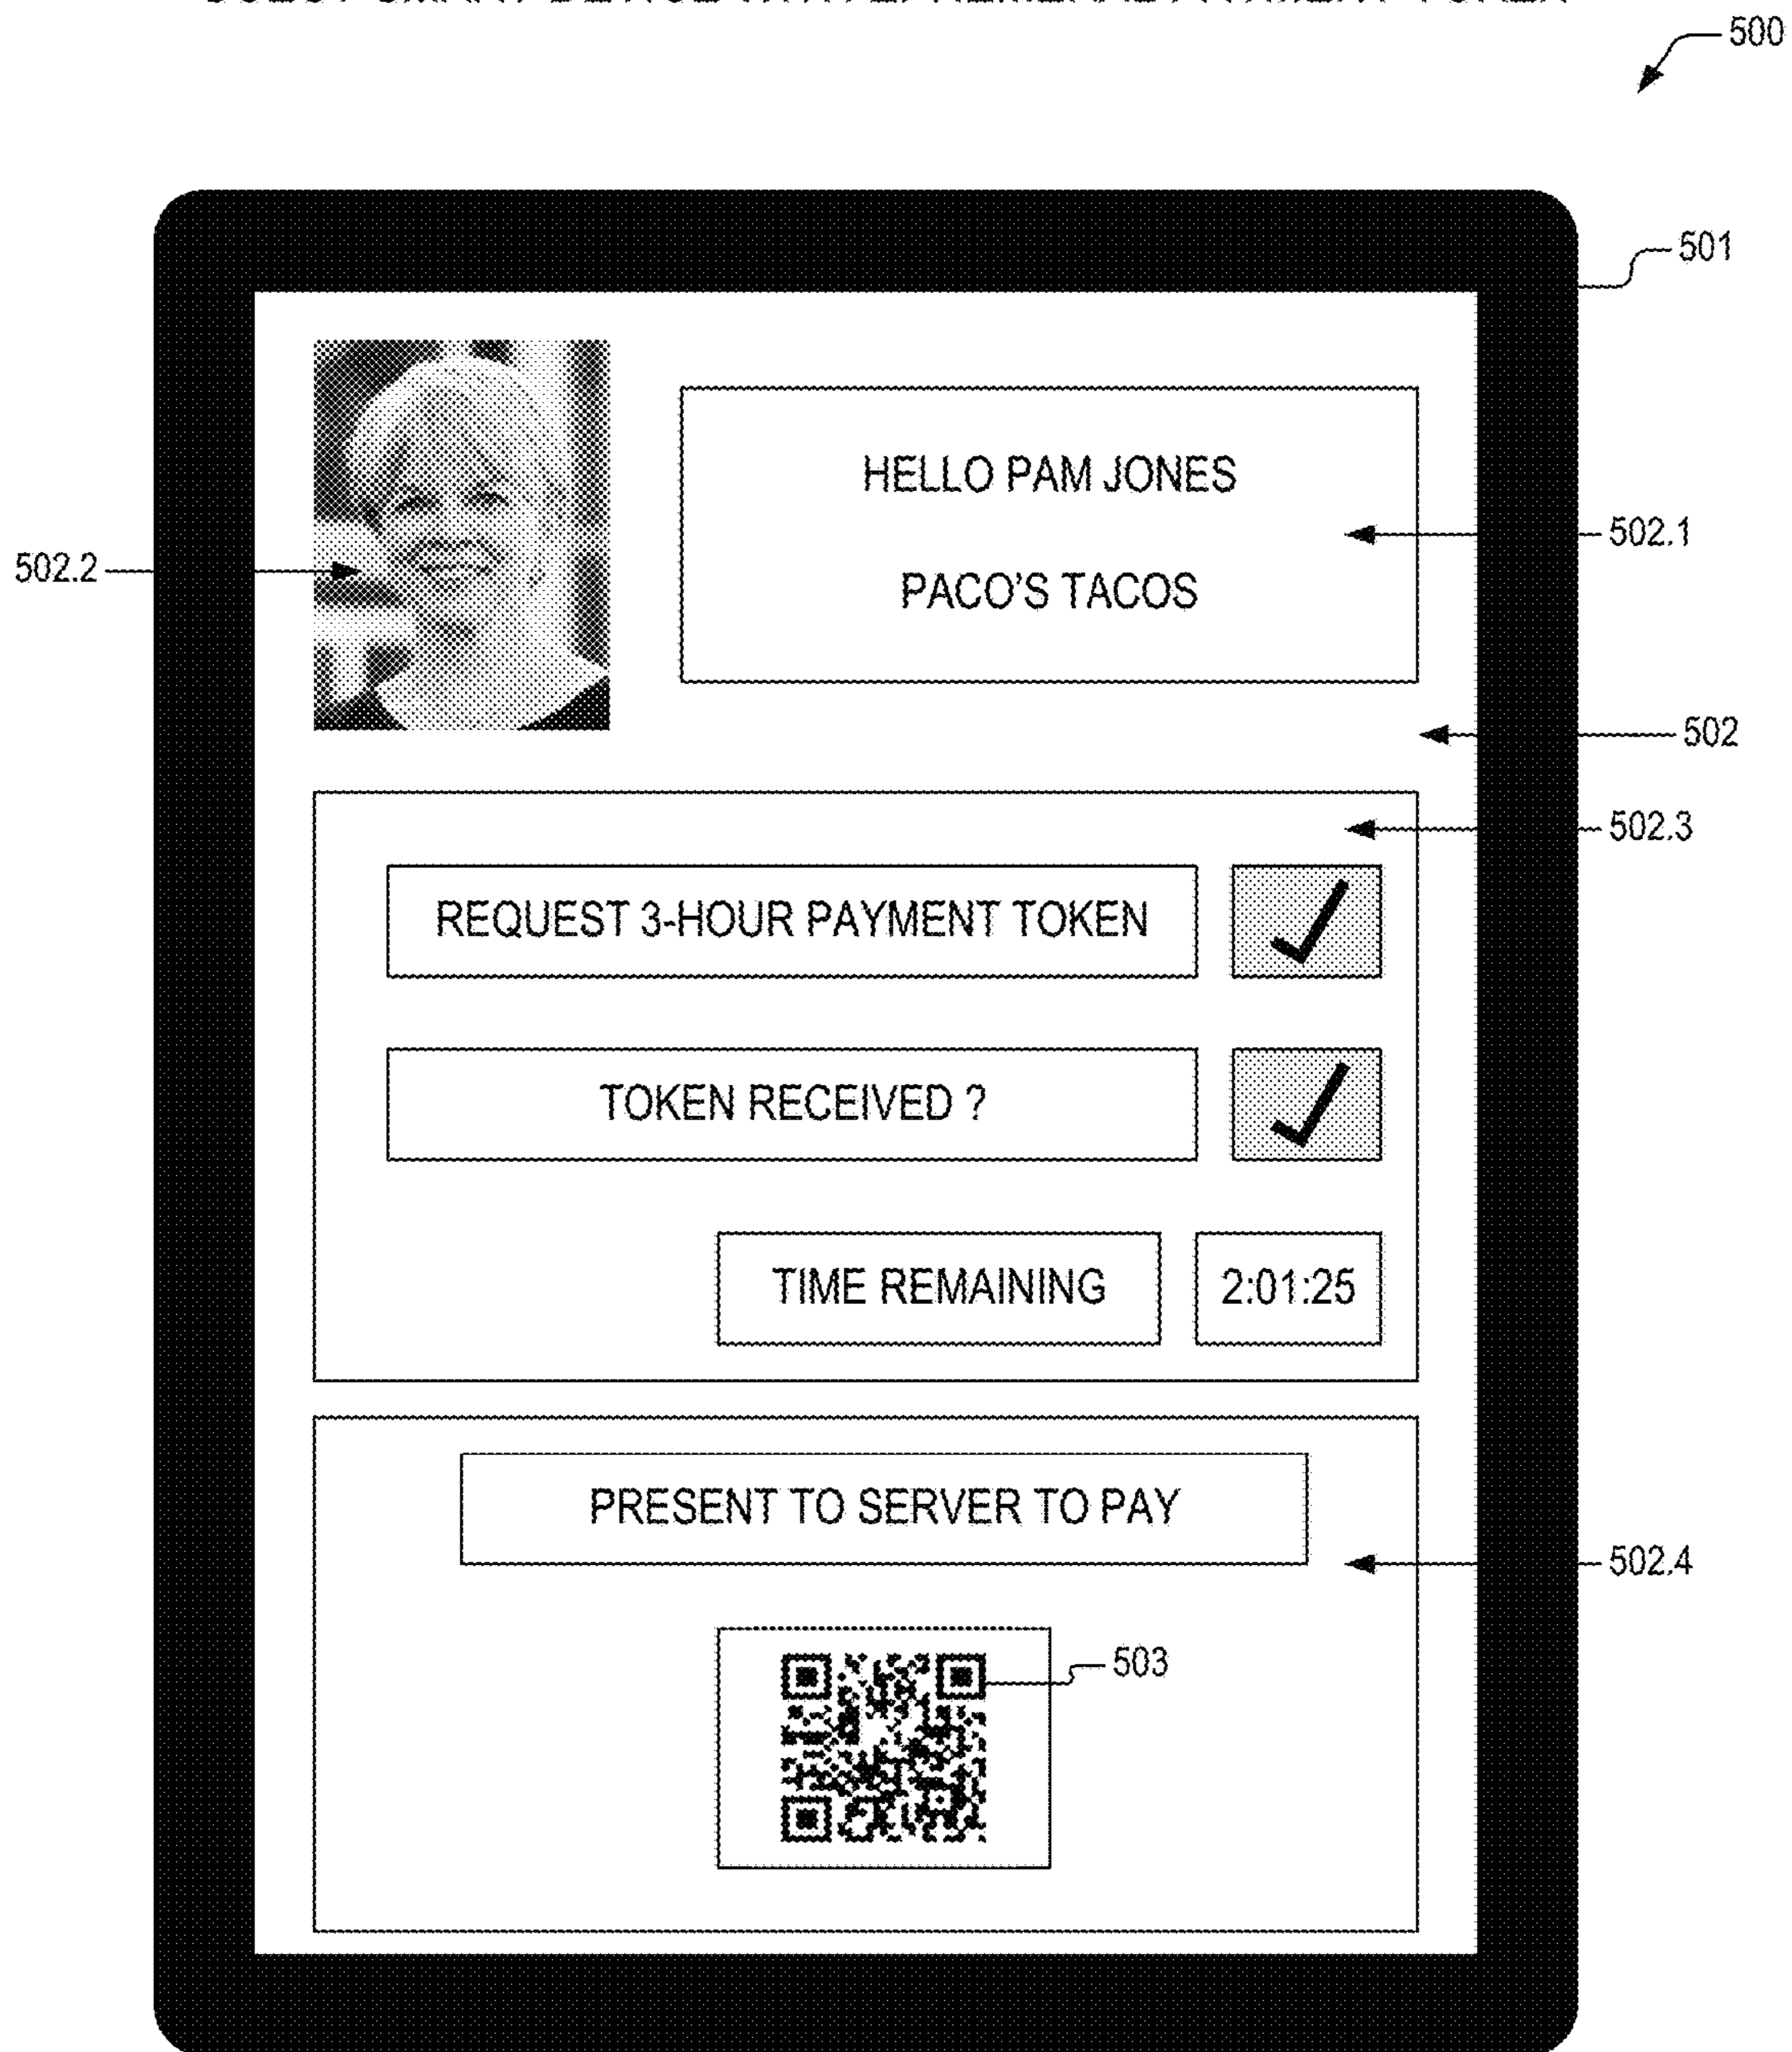 500
501
HELLO PAM JONES
502.1
PACO'S TACOS
502.2
502
502.3
REQUEST 3-HOUR PAYMENT TOKEN
TOKEN RECEIVED ?
TIME REMAINING 2:01:25
PRESENT TO SERVER TO PAY
502.4
503